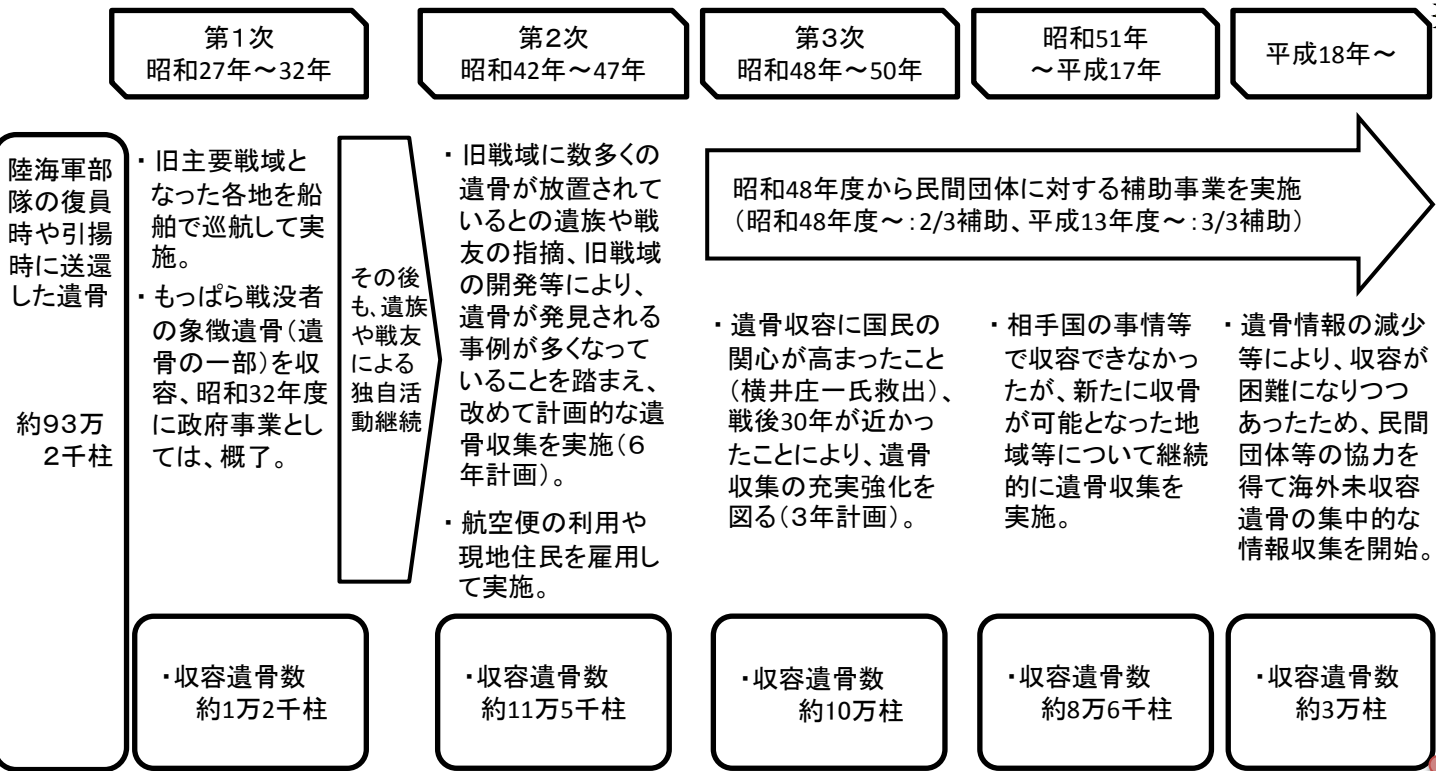 第1次
昭和27年～32年
第2次
昭和42年～47年
第3次
昭和48年～50年
昭和51年
～平成17年
平成18年～
陸海軍部
隊の復員
時や引揚
時に送還
した遺骨
約93万
2千柱
・旧主要戦域と
なった各地を船
舶で巡航して実
施。
・もっぱら戦没者
の象徴遺骨（遺
骨の一部）を収
容、昭和32年度
に政府事業とし
ては、概了。
その後
も、遺族
や戦友
による
独自活
動継続
・旧戦域に数多くの
遺骨が放置されて
いるとの遺族や戦
友の指摘、旧戦域
の開発等により、
遺骨が発見される
事例が多くなって
いることを踏まえ、
改めて計画的な遺
骨収集を実施（6
年計画）。
・航空便の利用や
現地住民を雇用し
て実施。
昭和48年度から民間団体に対する補助事業を実施
（昭和48年度～：2/3補助、平成13年度～：3/3補助）
・遺骨収容に国民の
関心が高まったこと
（横井庄一氏救出）、
戦後30年が近かっ
たことにより、遺骨
収集の充実強化を
図る（3年計画）。
・相手国の事情等
で収容できなかっ
たが、新たに収骨
が可能となった地
域等について継続
的に遺骨収集を
実施。
・遺骨情報の減少
等により、収容が
困難になりつつ
あったため、民間
団体等の協力を
得て海外未収容
遺骨の集中的な
情報収集を開始。
・収容遺骨数
約1万2千柱
・収容遺骨数
約11万5千柱
・収容遺骨数
約10万柱
・収容遺骨数
約8万6千柱
・収容遺骨数
約3万柱